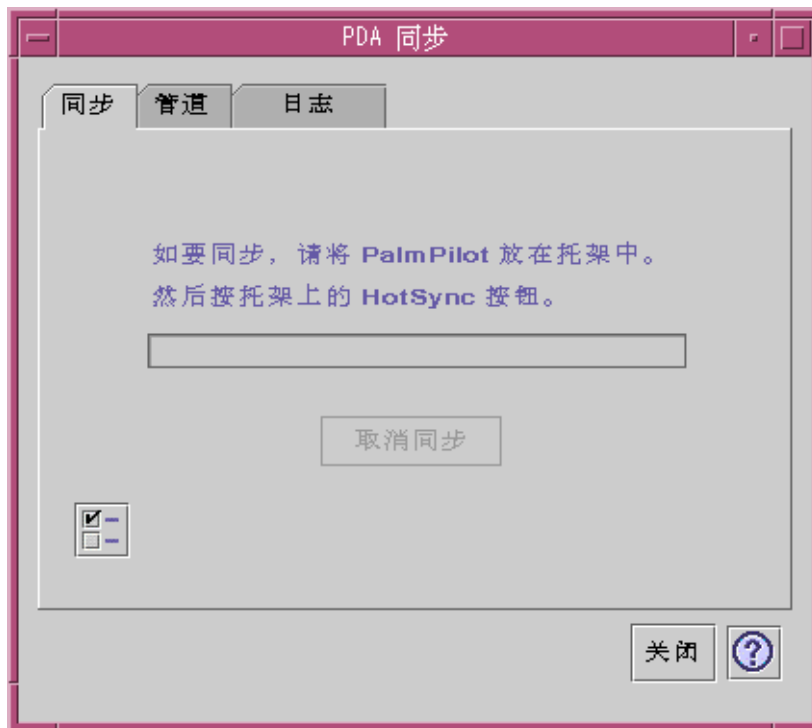 PDA 同步
同步 管道 日志
如要同步，请将 PalmPilot 放在托架中。
然后按托架上的 HotSync 按钮。
取消同步
关闭 ?